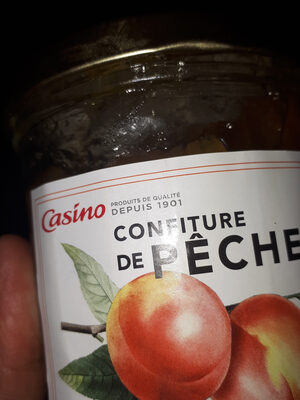 Casino
PRODUITS DE QUALITÉ
DEPUIS 1901
CONFITURE
DE PÊCHE